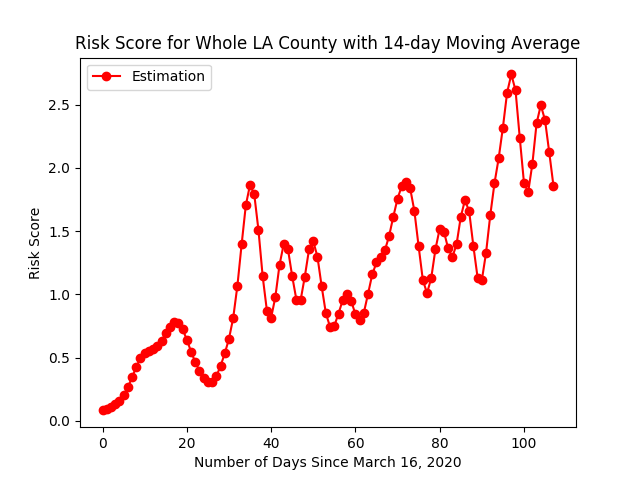 Risk Score for Whole LA County with 14-day Moving Average
Estimation
2.5
2.0
1.5
1.0
0.5
0.0
Risk Score
0 20 40 60 80 100
Number of Days Since March 16, 2020